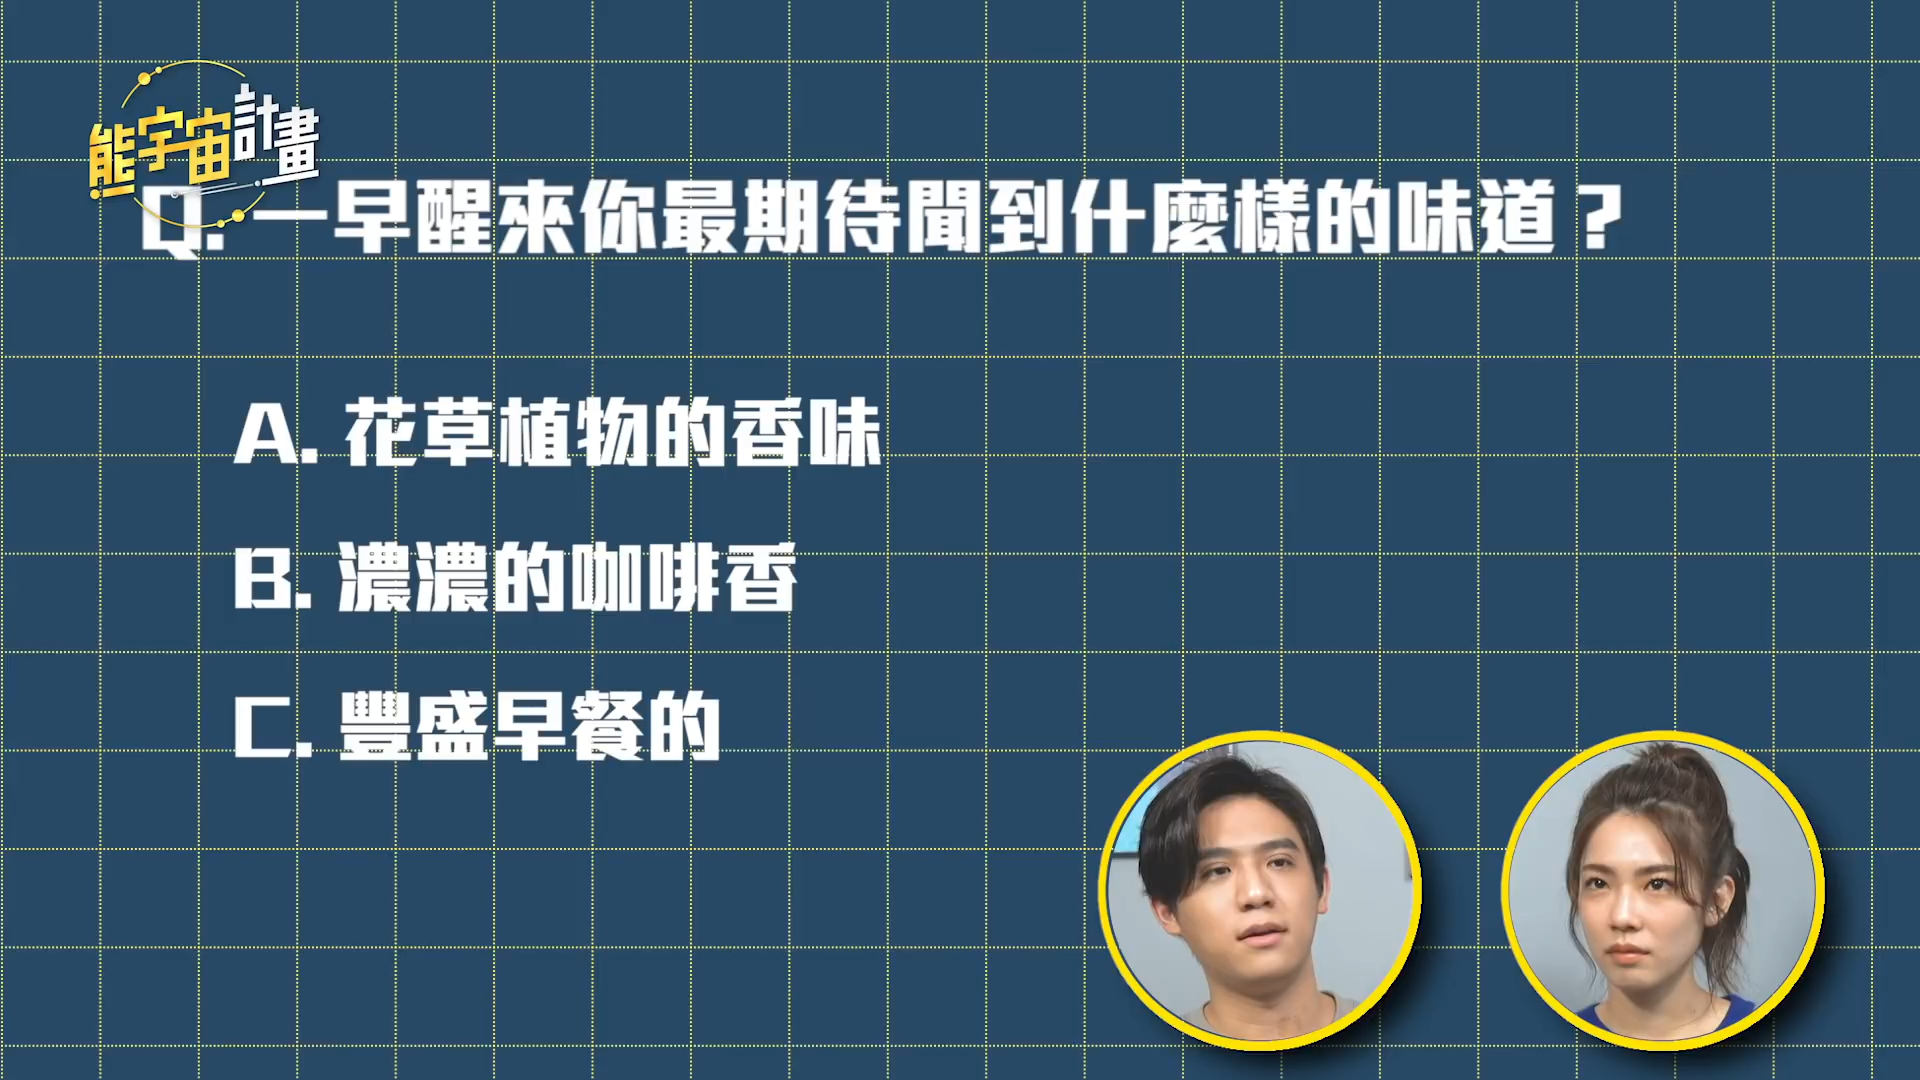 熊宇宙計畫
Q. 一早醒來你最期待聞到什麼樣的味道？
A. 花草植物的香味
B. 濃濃的咖啡香
C. 豐盛早餐的